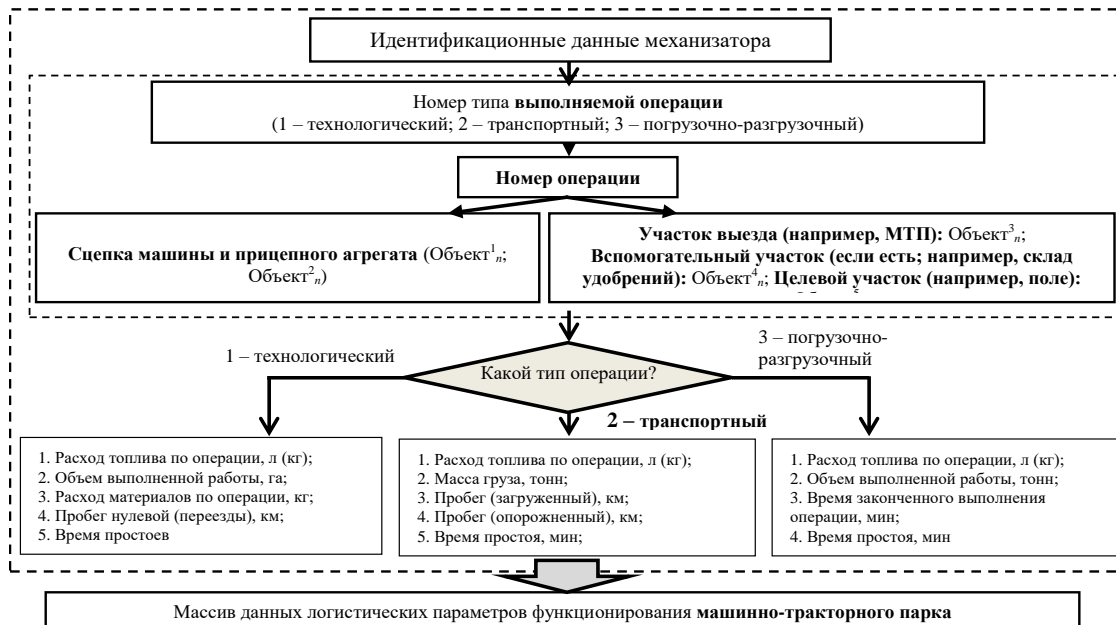 Идентификационные данные механизатора
Номер типа выполняемой операции
(1 – технологический; 2 – транспортный; 3 – погрузочно-разгрузочный)
Номер операции
Сцепка машины и прицепного агрегата (Объект¹ₙ;
Объект²ₙ)
Участок выезда (например, МТП): Объект³ₙ;
Вспомогательный участок (если есть; например, склад
удобрений): Объект⁴ₙ; Целевой участок (например, поле):
1 – технологический
3 – погрузочно-
разгрузочный
Какой тип операции?
2 – транспортный
1. Расход топлива по операции, л (кг);
2. Объем выполненной работы, га;
3. Расход материалов по операции, кг;
4. Пробег нулевой (переезды), км;
5. Время простоев
1. Расход топлива по операции, л (кг);
2. Масса груза, тонн;
3. Пробег (загруженный), км;
4. Пробег (опорожненный), км;
5. Время простоя, мин;
1. Расход топлива по операции, л (кг);
2. Объем выполненной работы, тонн;
3. Время законченного выполнения
операции, мин;
4. Время простоя, мин
Массив данных логистических параметров функционирования машинно-тракторного парка